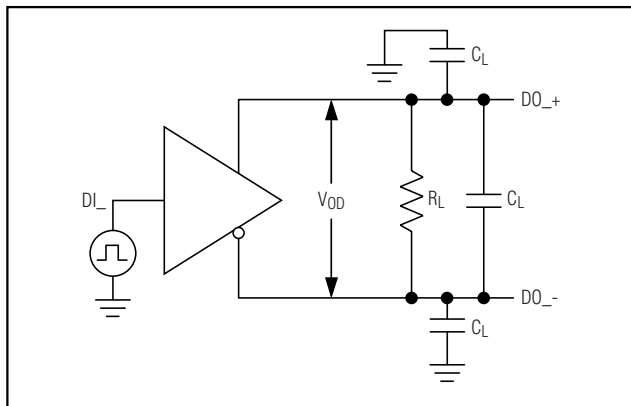 CL
DO_+
DI_
VOD
RL
CL
DO_-
CL